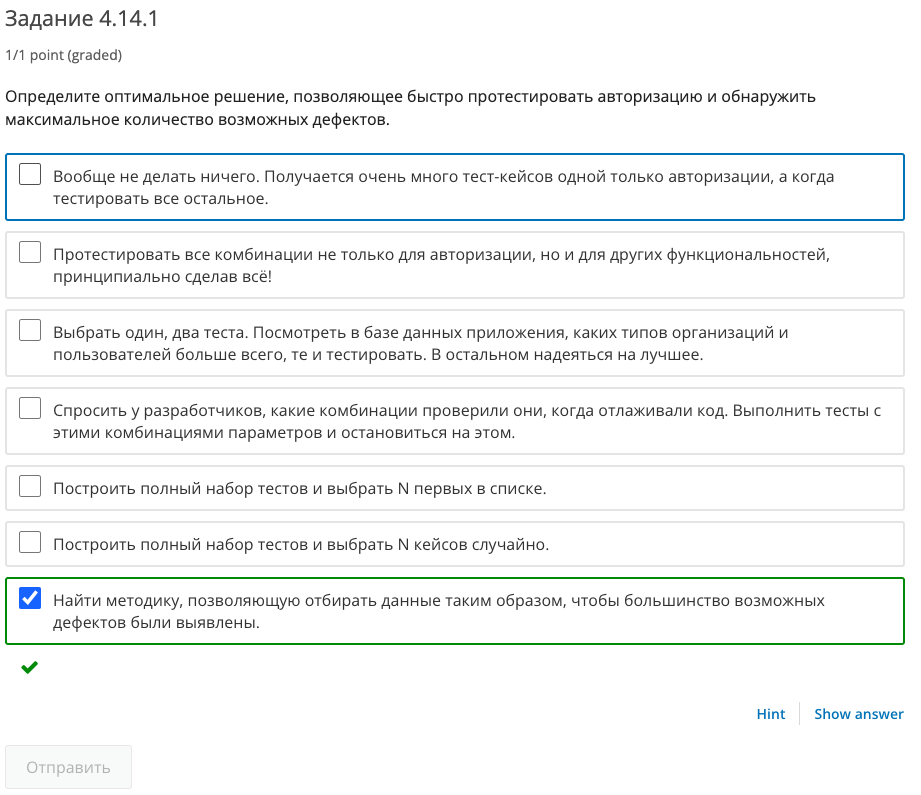 Задание 4.14.1
1/1 point (graded)
Определите оптимальное решение, позволяющее быстро протестировать авторизацию и обнаружить
максимальное количество возможных дефектов.
Вообще не делать ничего. Получается очень много тест-кейсов одной только авторизации, а когда
тестировать все остальное.
Протестировать все комбинации не только для авторизации, но и для других функциональностей,
принципиально сделав всё!
Выбрать один, два теста. Посмотреть в базе данных приложения, каких типов организаций и
пользователей больше всего, те и тестировать. В остальном надеяться на лучшее.
Спросить у разработчиков, какие комбинации проверили они, когда отлаживали код. Выполнить тесты с
этими комбинациями параметров и остановиться на этом.
Построить полный набор тестов и выбрать N первых в списке.
Построить полный набор тестов и выбрать N кейсов случайно.
Найти методику, позволяющую отбирать данные таким образом, чтобы большинство возможных
дефектов были выявлены.
Hint
Show answer
Отправить